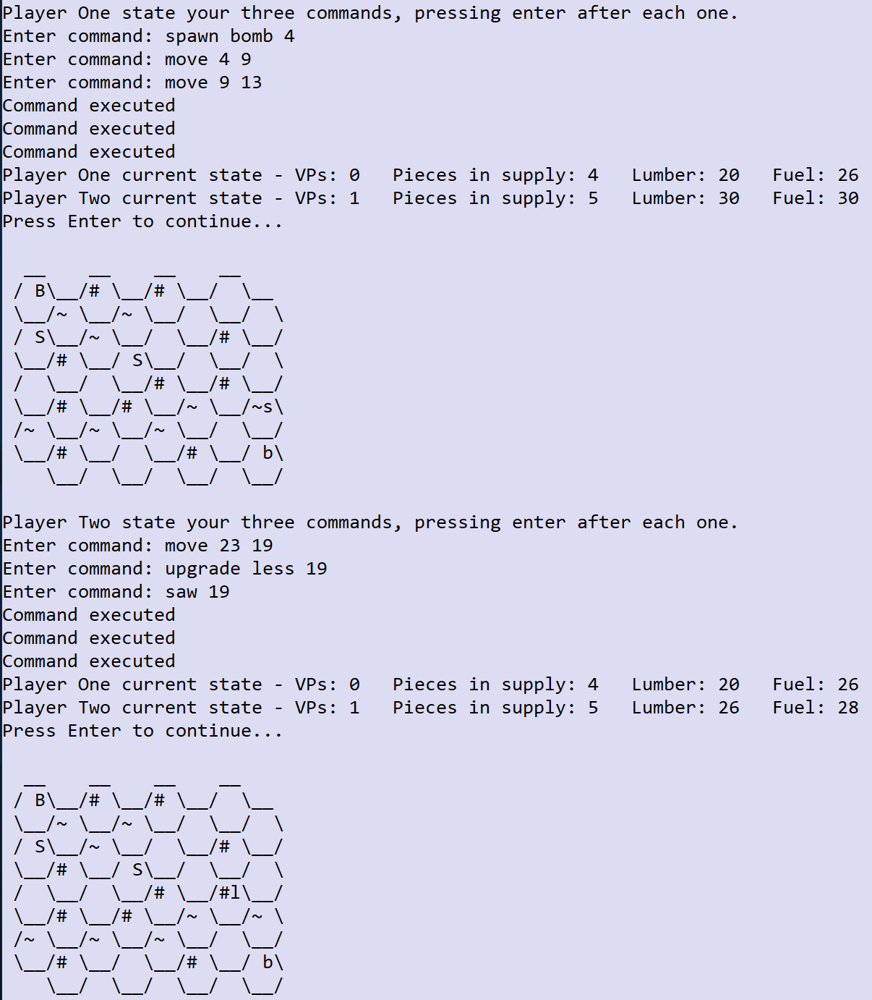 Player One state your three commands, pressing enter after each one.
Enter command: spawn bomb 4
Enter command: move 4 9
Enter command: move 9 13
Command executed
Command executed
Command executed
Player One current state - VPs: 0   Pieces in supply: 4   Lumber: 20   Fuel: 26
Player Two current state - VPs: 1   Pieces in supply: 5   Lumber: 30   Fuel: 30
Press Enter to continue...
  __    __    __    __
 / B\__/# \__/# \__/  \__
 \__/~ \__/~ \__/  \__/  \
 / S\__/~ \__/  \__/# \__/
 \__/# \__/ S\__/  \__/  \
 /  \__/  \__/# \__/# \__/
 \__/# \__/# \__/~ \__/~s\
 /~ \__/~ \__/~ \__/  \__/
 \__/# \__/  \__/# \__/ b\
    \__/  \__/  \__/  \__/
Player Two state your three commands, pressing enter after each one.
Enter command: move 23 19
Enter command: upgrade less 19
Enter command: saw 19
Command executed
Command executed
Command executed
Player One current state - VPs: 0   Pieces in supply: 4   Lumber: 20   Fuel: 26
Player Two current state - VPs: 1   Pieces in supply: 5   Lumber: 26   Fuel: 28
Press Enter to continue...
  __    __    __    __
 / B\__/# \__/# \__/  \__
 \__/~ \__/~ \__/  \__/  \
 / S\__/~ \__/  \__/# \__/
 \__/# \__/ S\__/  \__/  \
 /  \__/  \__/# \__/#l\__/
 \__/# \__/# \__/~ \__/~ \
 /~ \__/~ \__/~ \__/  \__/
 \__/# \__/  \__/# \__/ b\
    \__/  \__/  \__/  \__/